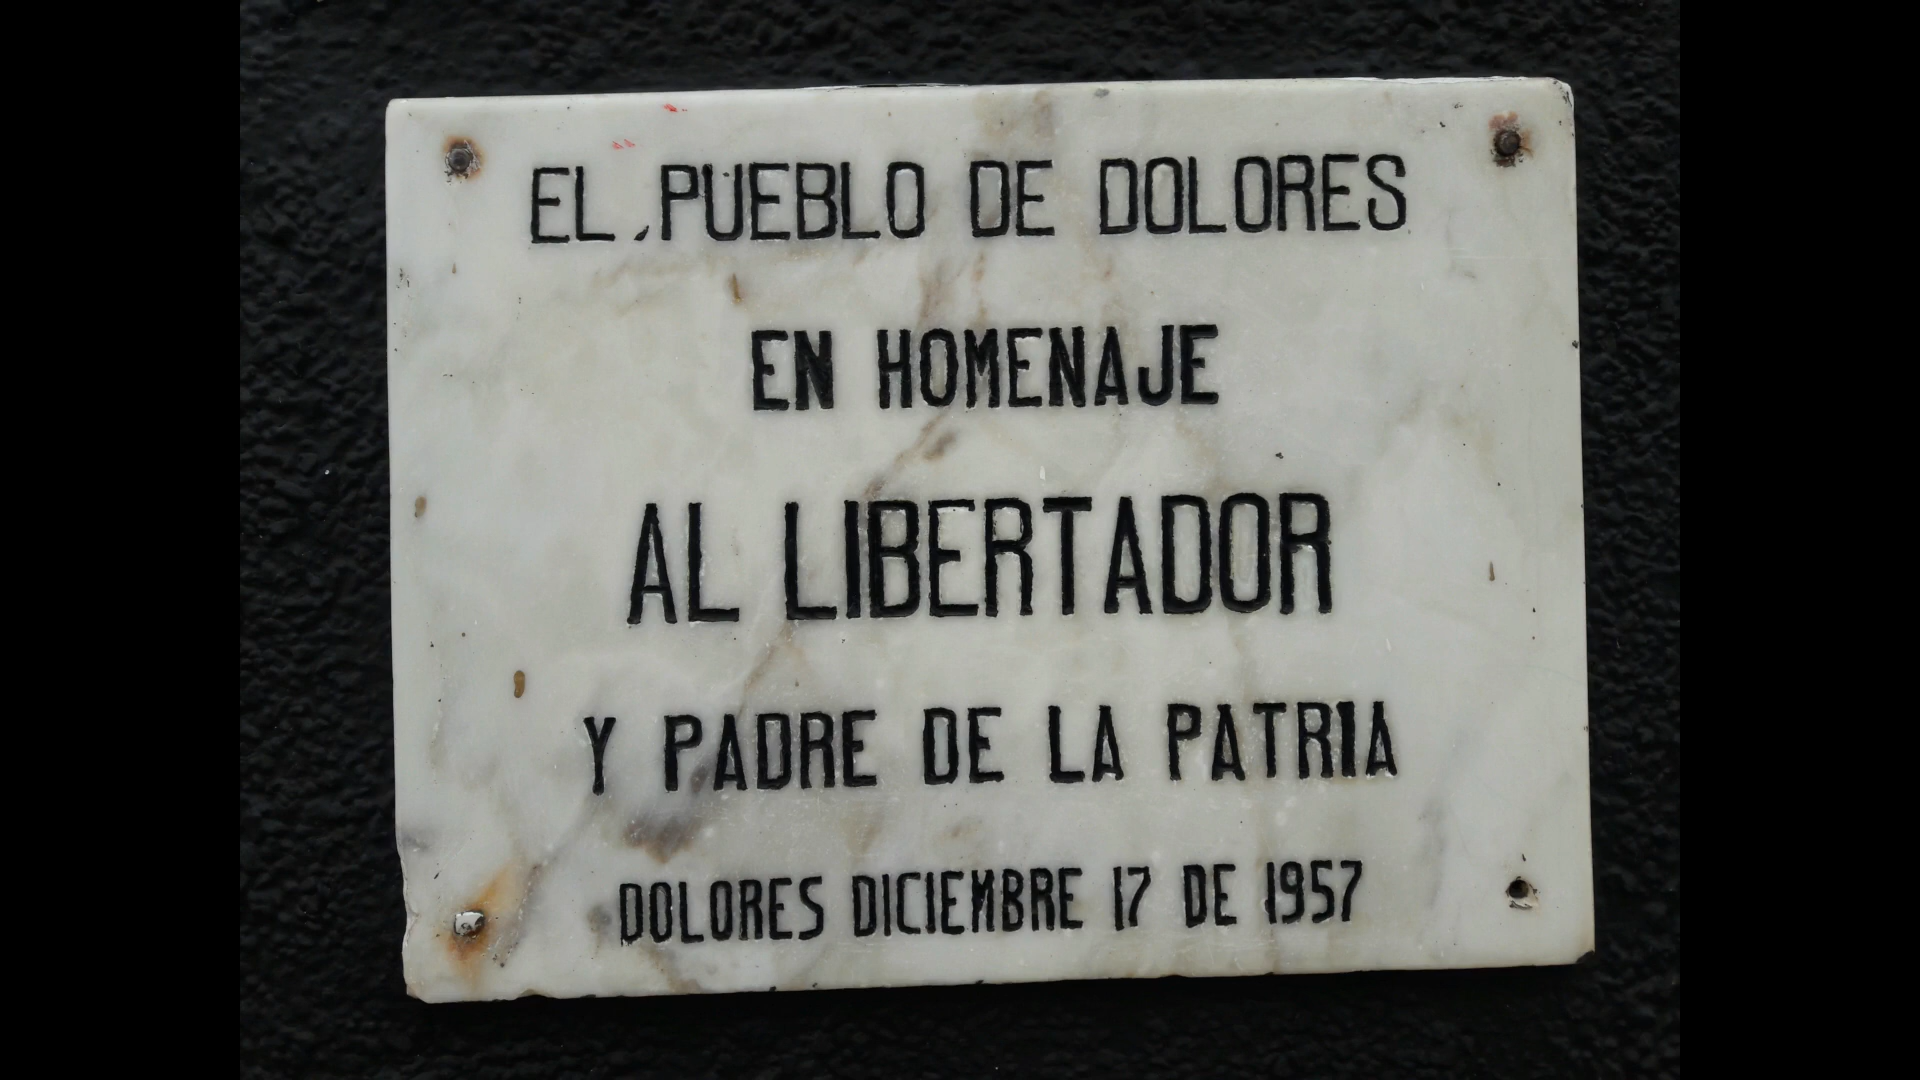 EL PUEBLO DE DOLORES
EN HOMENAJE
AL LIBERTADOR
Y PADRE DE LA PATRIA
DOLORES DICIEMBRE 17 DE 1957